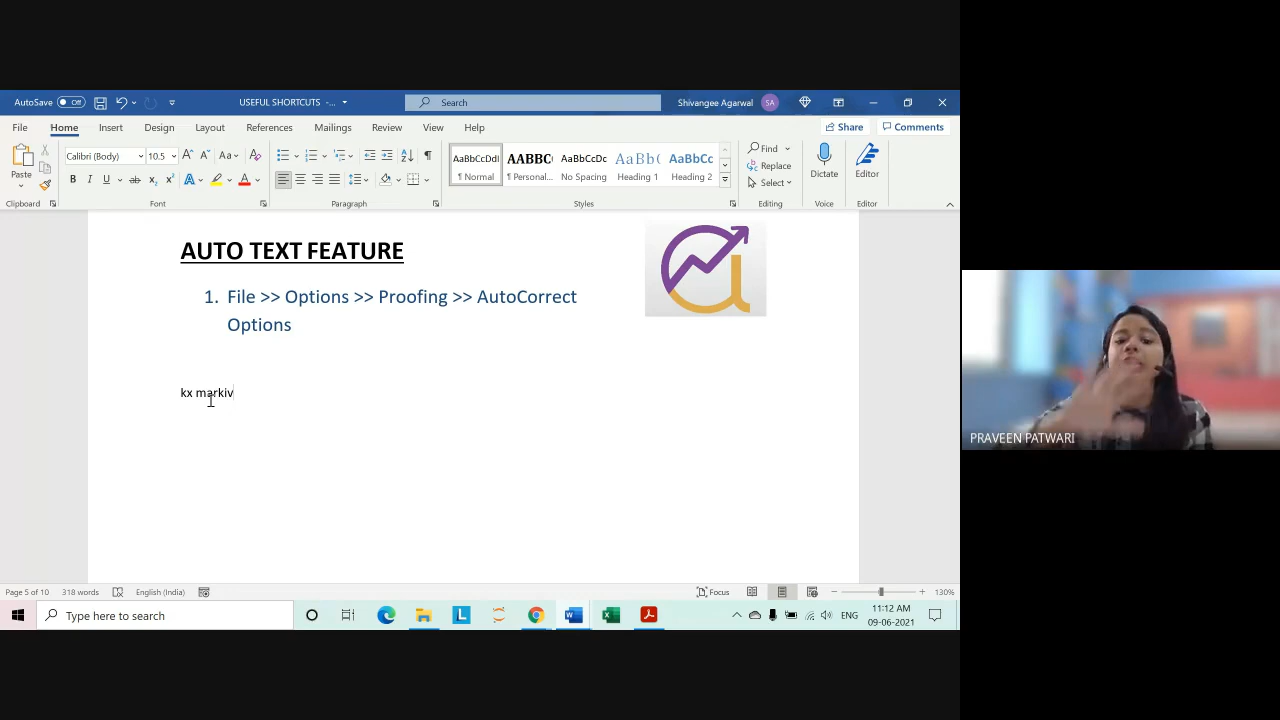 AutoSave Off
USEFUL SHORTCUTS -...
Search
Shivangee Agarwal SA
File Home Insert Design Layout References Mailings Review View Help
Share Comments
Paste
Calibri (Body) 10.5
Aa
B I U ab x₂ x² A A
AaBbCcDdI AABBC AaBbCcDc AaBb( AaBbCc
¶ Normal ¶ Personal... No Spacing Heading 1 Heading 2
Find
Replace
Select
Dictate
Editor
Clipboard Font Paragraph Styles Editing Voice Editor
AUTO TEXT FEATURE
1. File >> Options >> Proofing >> AutoCorrect
Options
kx markiv
PRAVEEN PATWARI
Page 5 of 10 318 words English (India) Focus 130%
Type here to search
L
ENG
11:12 AM
09-06-2021